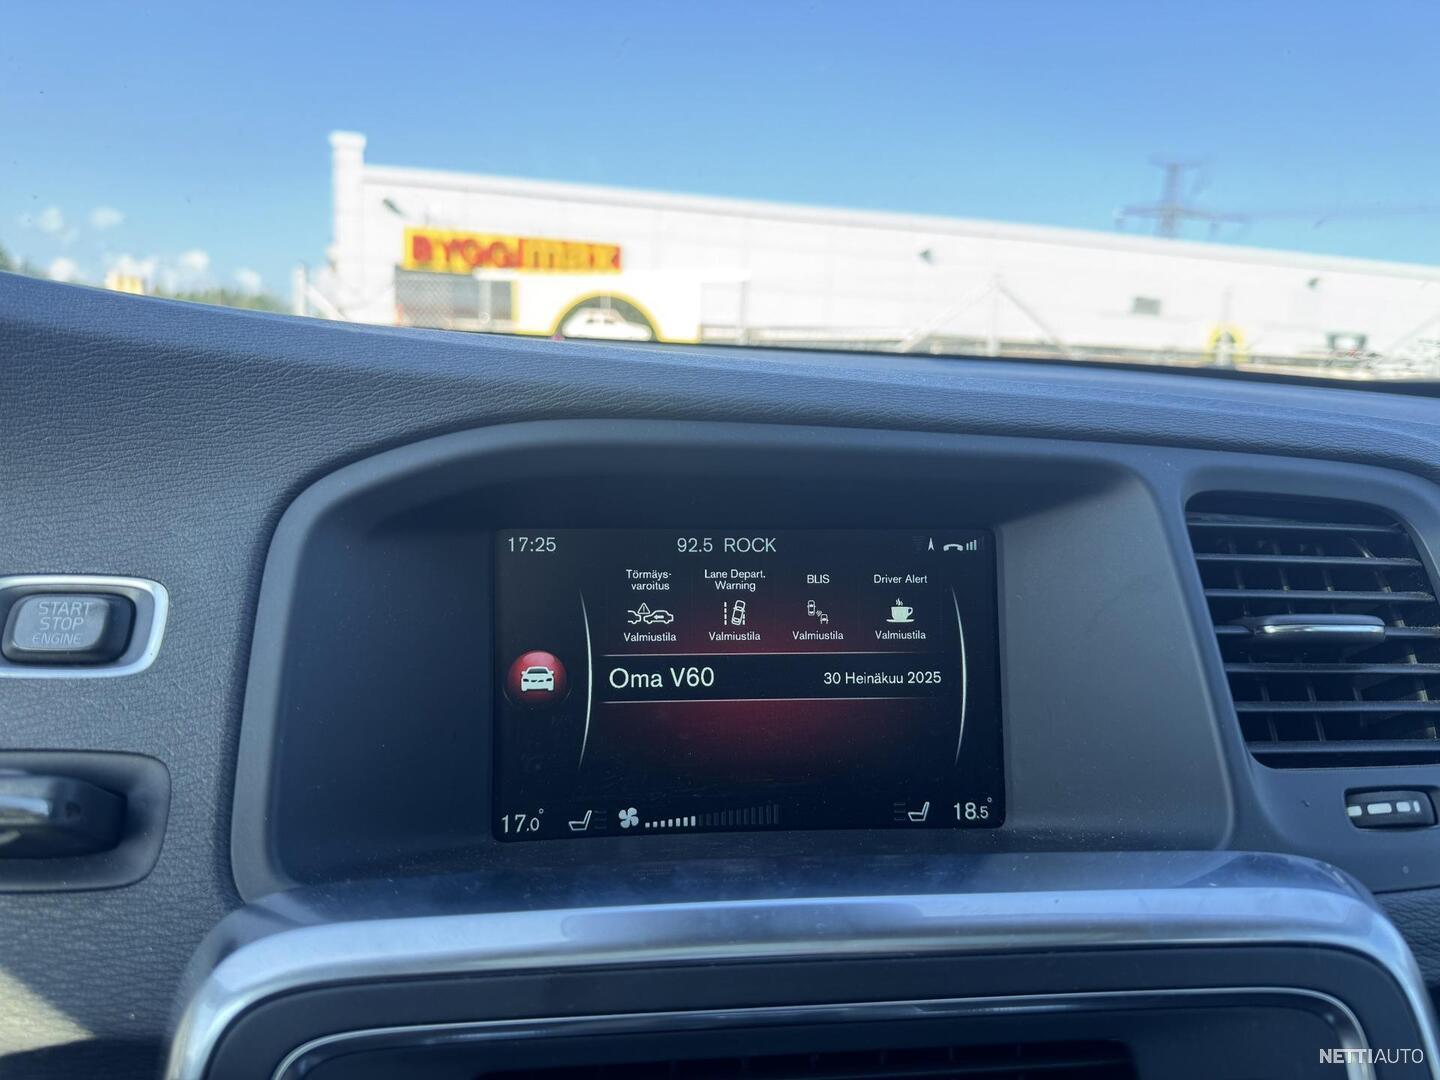 BYGGmax
17:25 92.5 ROCK
Törmäys-
varoitus
Valmiustila
Lane Depart.
Warning
Valmiustila
BLIS
Valmiustila
Driver Alert
Valmiustila
Oma V60 30 Heinäkuu 2025
17.0° 18.5°
START
STOP
ENGINE
NETTIAUTO